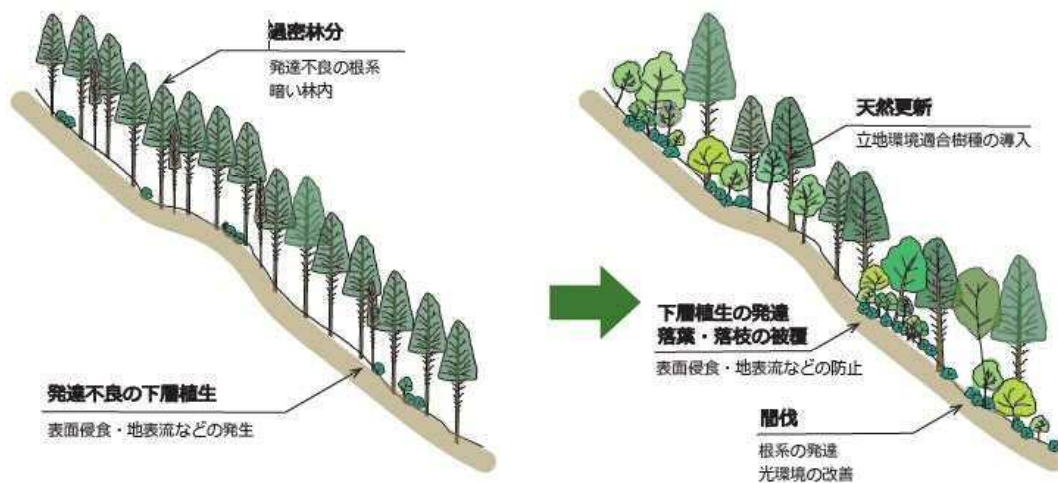 過密林分
発達不良の根系
暗い林内
発達不良の下層植生
表面侵食・地表流などの発生
天然更新
立地環境適合樹種の導入
下層植生の発達
落葉・落枝の被覆
表面侵食・地表流などの防止
間伐
根系の発達
光環境の改善